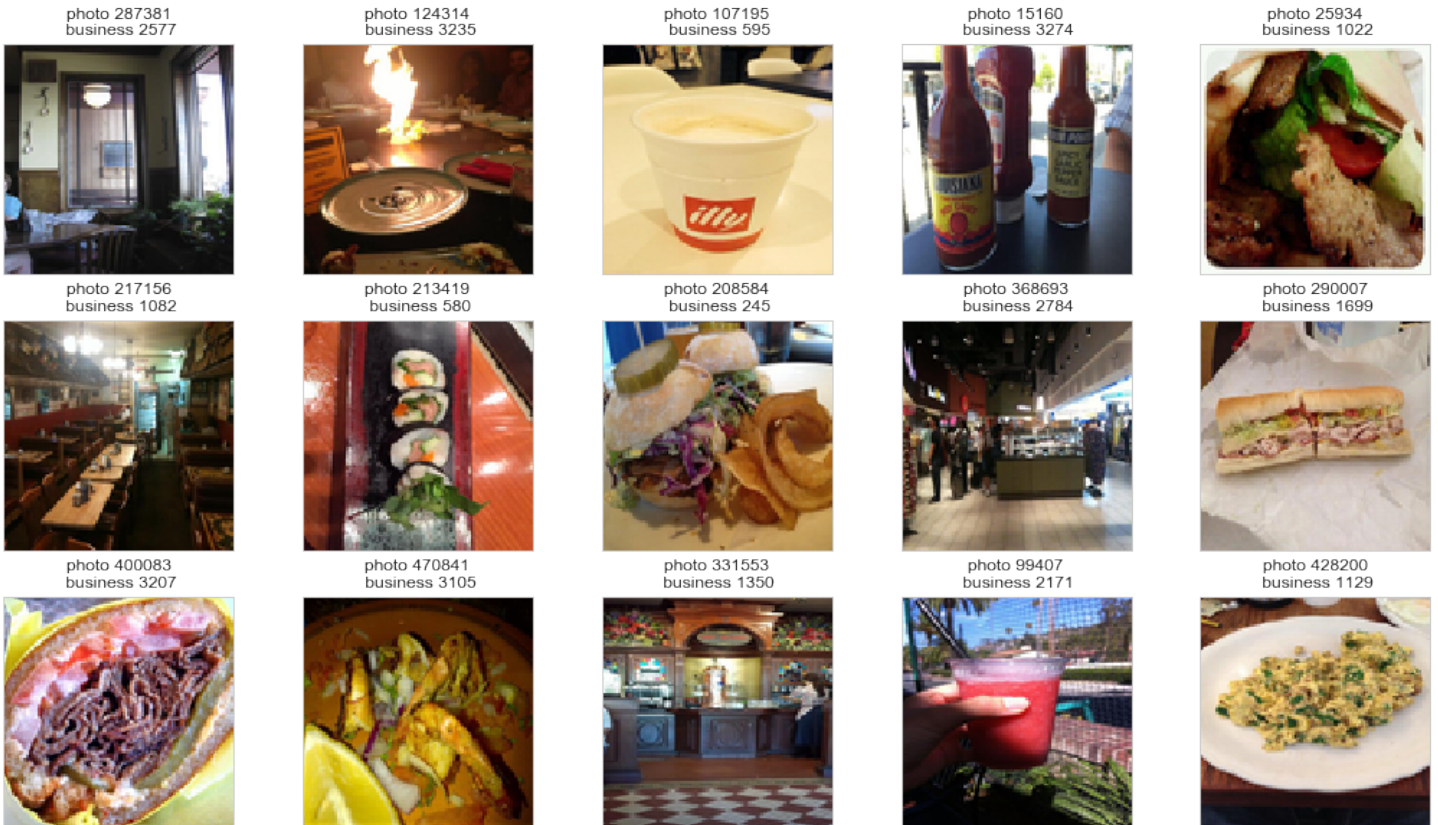 photo 287381
business 2577
photo 124314
business 3235
photo 107195
business 595
photo 15160
business 3274
photo 25934
business 1022
illy
LOUISIANA
photo 217156
business 1082
photo 213419
business 580
photo 208584
business 245
photo 368693
business 2784
photo 290007
business 1699
photo 400083
business 3207
photo 470841
business 3105
photo 331553
business 1350
photo 99407
business 2171
photo 428200
business 1129